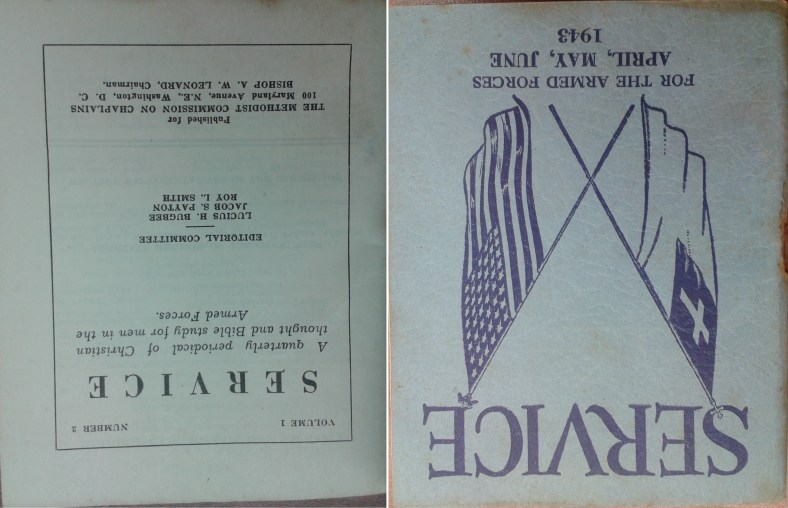 SERVICE
FOR THE ARMED FORCES
APRIL, MAY, JUNE
1943
VOLUME 1 NUMBER 2
SERVICE
A quarterly periodical of Christian
thought and Bible study for men in the
Armed Forces.
EDITORIAL COMMITTEE
LUCIUS H. BUGBEE
JACOB S. PAYTON
ROY L. SMITH
Published for
THE METHODIST COMMISSION ON CHAPLAINS
100 Maryland Avenue, N.E., Washington, D. C.
BISHOP A. W. LEONARD, Chairman.